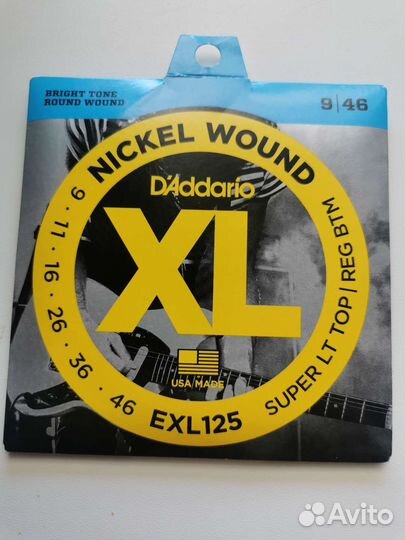 BRIGHT TONE
ROUND WOUND
9|46
NICKEL WOUND
D'Addario
XL
9 · 11 · 16 · 26 · 36 · 46
SUPER LT TOP / REG BTM
USA MADE
EXL125
Avito